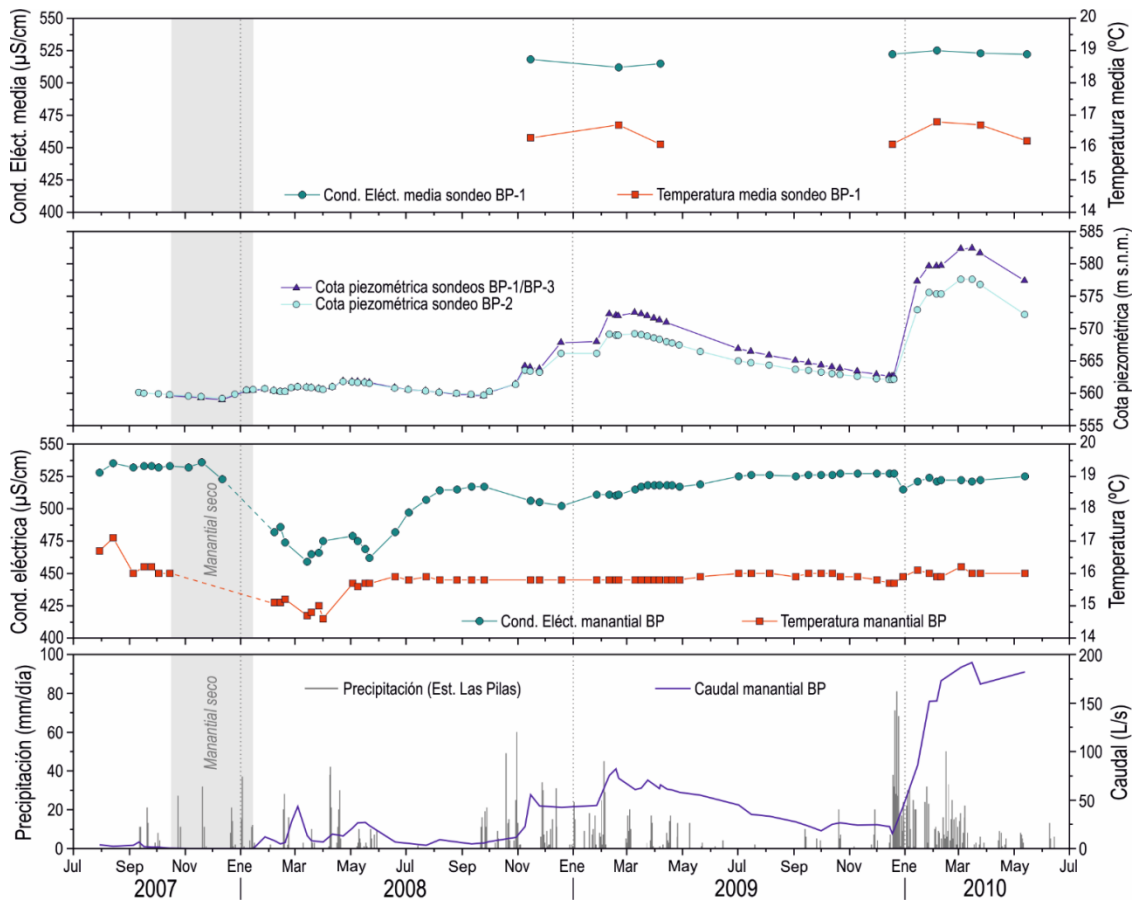 550
525
500
475
450
425
400
Cond. Eléct. media (µS/cm)
20
19
18
17
16
15
14
Temperatura media (ºC)
Cond. Eléct. media sondeo BP-1
Temperatura media sondeo BP-1
Cota piezométrica sondeos BP-1/BP-3
Cota piezométrica sondeo BP-2
585
580
575
570
565
560
555
Cota piezométrica (m s.n.m.)
550
525
500
475
450
425
400
Cond. eléctrica (µS/cm)
Manantial seco
20
19
18
17
16
15
14
Temperatura (ºC)
Cond. Eléct. manantial BP
Temperatura manantial BP
100
80
60
40
20
0
Precipitación (mm/día)
Manantial seco
Precipitación (Est. Las Pilas)
Caudal manantial BP
200
150
100
50
0
Caudal (L/s)
Jul Sep Nov Ene Mar May Jul Sep Nov Ene Mar May Jul Sep Nov Ene Mar May Jul
2007 2008 2009 2010